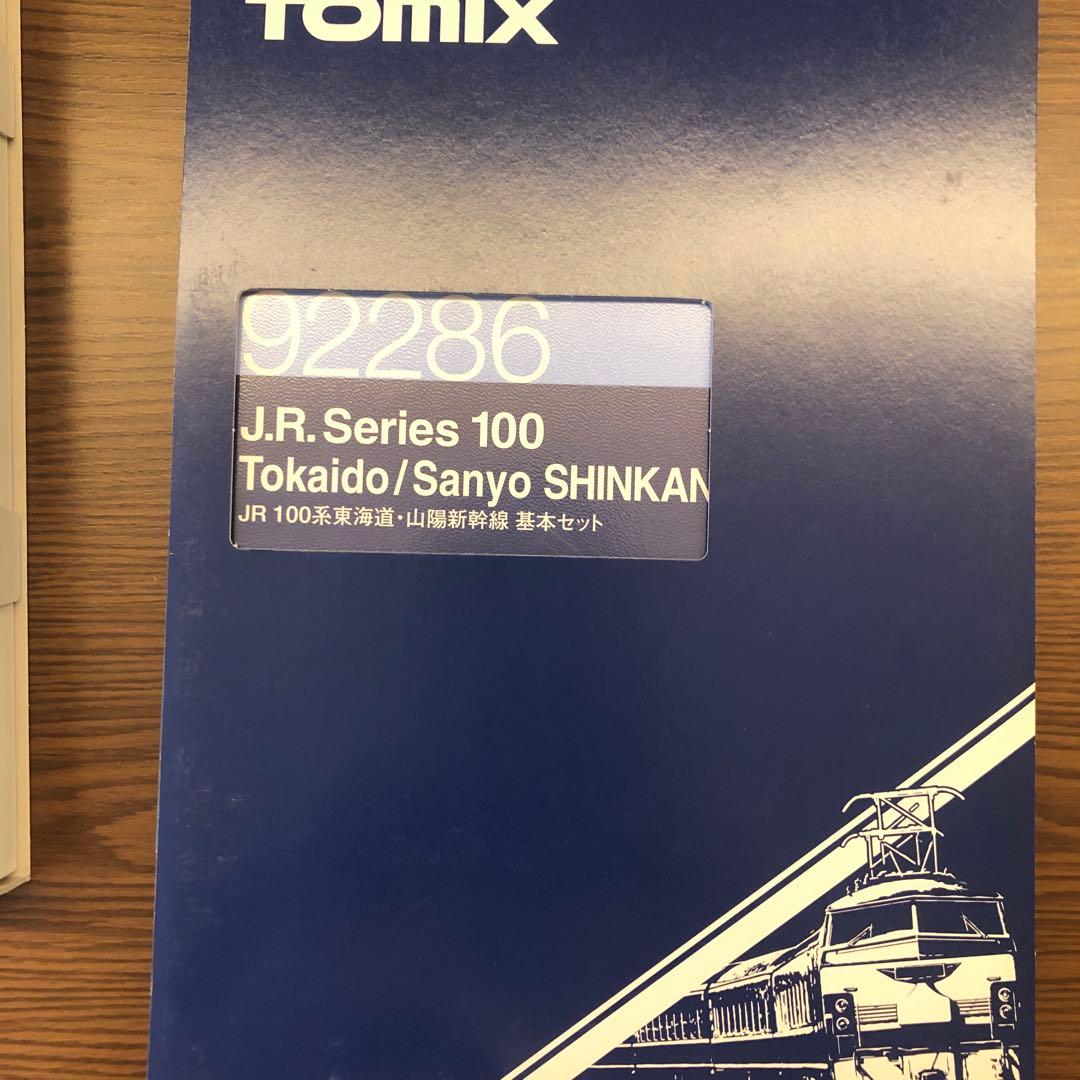 TOMIX
92286
J.R. Series 100
Tokaido/Sanyo SHINKAN
JR 100系東海道・山陽新幹線 基本セット